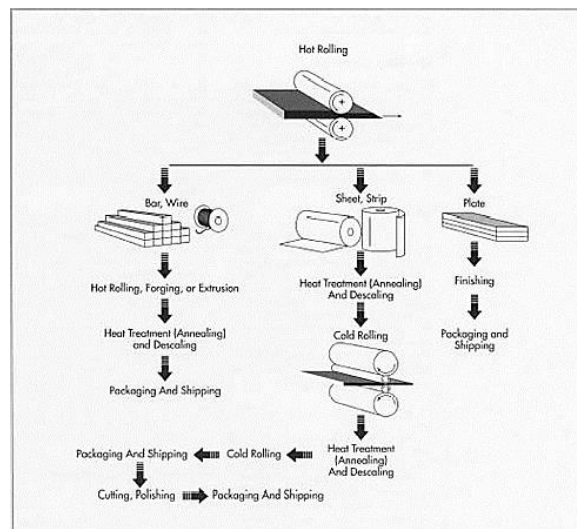 Hot Rolling
Bar, Wire
Sheet, Strip
Plate
Hot Rolling, Forging, or Extrusion
Heat Treatment (Annealing)
And Descaling
Finishing
Heat Treatment (Annealing)
and Descaling
Cold Rolling
Packaging and
Shipping
Packaging And Shipping
Packaging And Shipping
Cold Rolling
Heat Treatment
(Annealing)
And Descaling
Cutting, Polishing
Packaging And Shipping